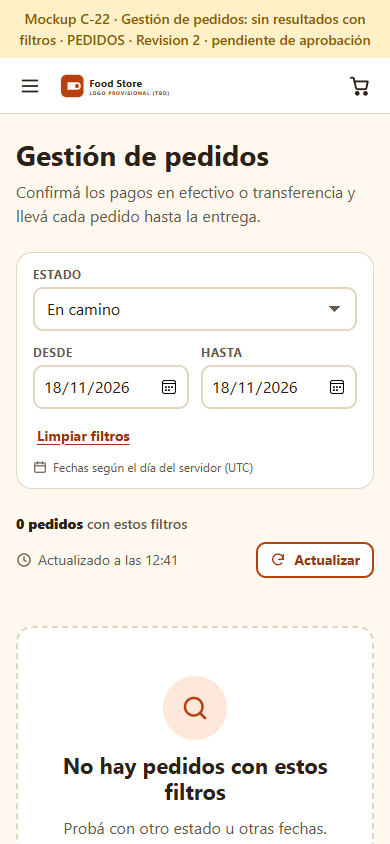 Mockup C-22 · Gestión de pedidos: sin resultados con
filtros · PEDIDOS · Revision 2 · pendiente de aprobación
Food Store
LOGO PROVISIONAL (TBD)
Gestión de pedidos
Confirmá los pagos en efectivo o transferencia y
llevá cada pedido hasta la entrega.
ESTADO
En camino
DESDE
HASTA
18/11/2026
18/11/2026
Limpiar filtros
Fechas según el día del servidor (UTC)
0 pedidos con estos filtros
Actualizado a las 12:41
Actualizar
No hay pedidos con estos
filtros
Probá con otro estado u otras fechas.